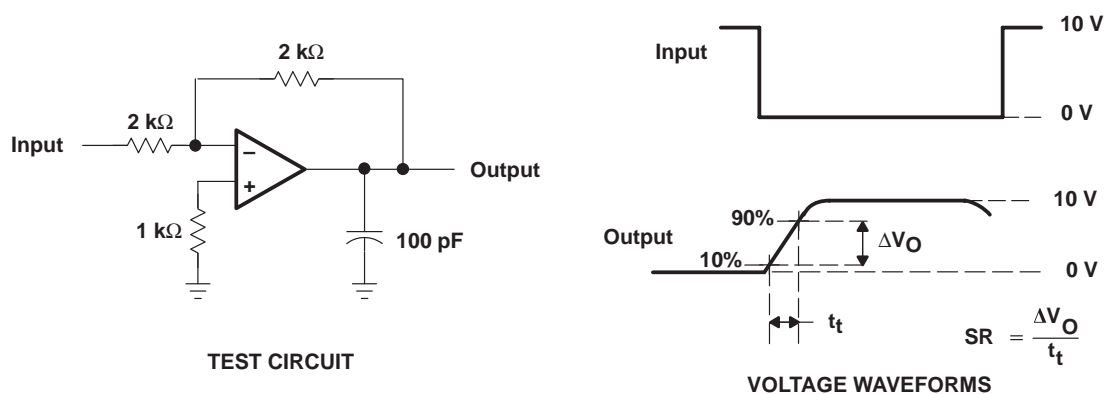 2 kΩ
2 kΩ
Input
−
+
Output
1 kΩ
100 pF
TEST CIRCUIT
Input
10 V
0 V
Output
90%
10%
10 V
ΔVO
0 V
tt
SR = ΔVO
tt
VOLTAGE WAVEFORMS